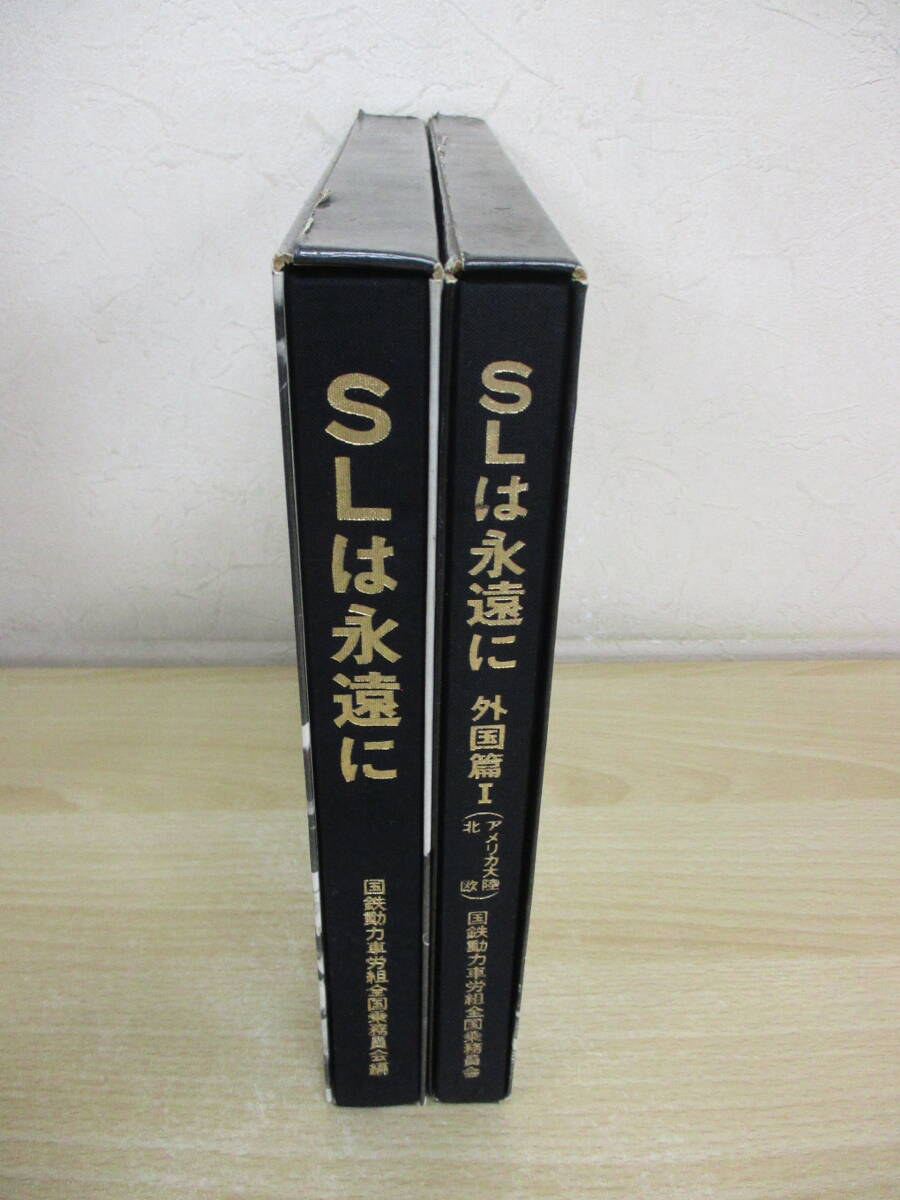 SLは永遠に
国鉄動力車労組全国乗務員会編
SLは永遠に
外国篇I
(アメリカ大陸
北欧)
国鉄動力車労組全国乗務員会